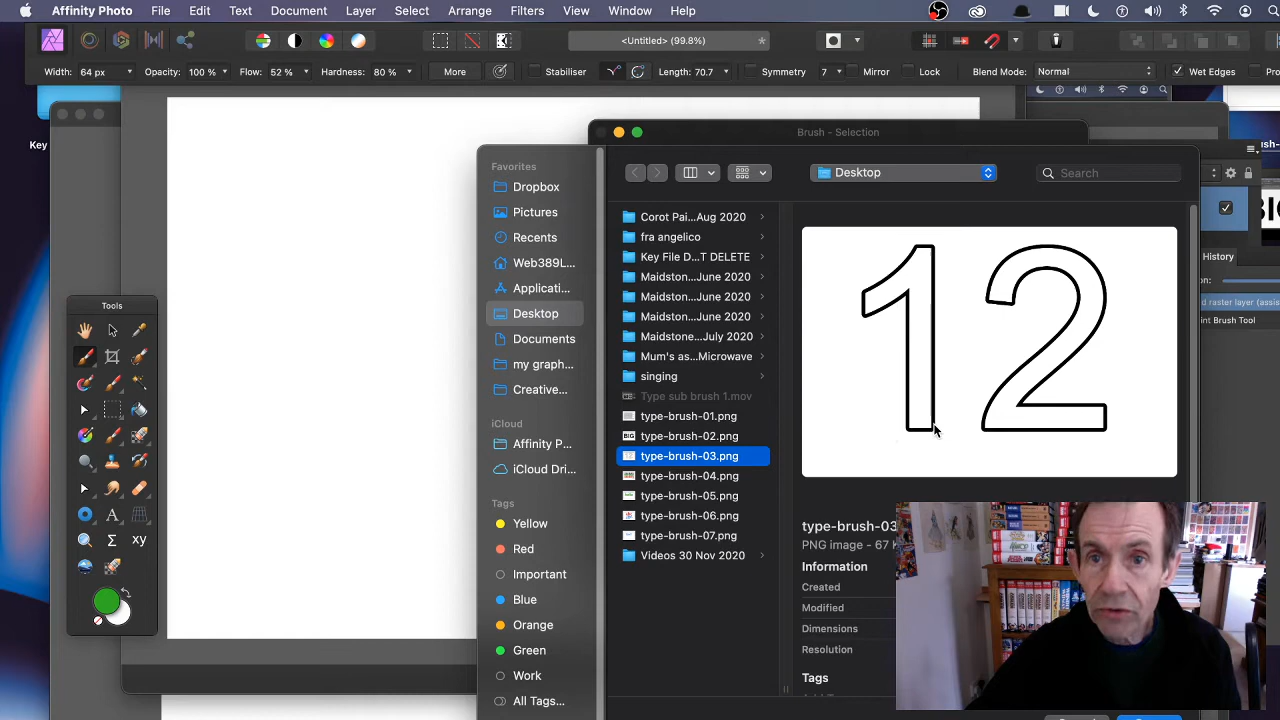 Affinity Photo File Edit Text Document Layer Select Arrange Filters View Window Help
<Untitled> (99.8%) *
Width: 64 px Opacity: 100 % Flow: 52 % Hardness: 80 % More Stabiliser Length: 70.7 Symmetry 7 Mirror Lock Blend Mode: Normal Wet Edges
Key
Tools
xy
Brush - Selection
Favorites
Dropbox
Pictures
Recents
Web389L...
Applicati...
Desktop
Documents
my graph...
Creative...
iCloud
Affinity P...
iCloud Dri...
Tags
Yellow
Red
Important
Blue
Orange
Green
Work
All Tags...
Desktop
Search
Corot Pai...Aug 2020
fra angelico
Key File D...T DELETE
Maidston...June 2020
Maidston...June 2020
Maidston...June 2020
Maidstone...July 2020
Mum's as...Microwave
singing
Type sub brush 1.mov
type-brush-01.png
type-brush-02.png
type-brush-03.png
type-brush-04.png
type-brush-05.png
type-brush-06.png
type-brush-07.png
Videos 30 Nov 2020
12
type-brush-03
PNG image - 67 K
Information
Created
Modified
Dimensions
Resolution
Tags
History